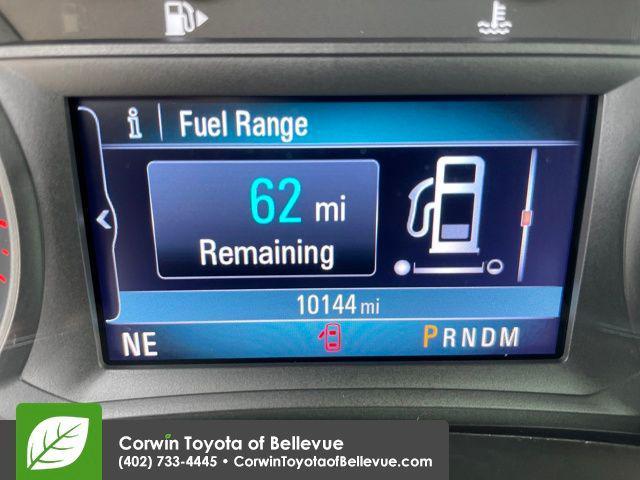 i | Fuel Range
62 mi
Remaining
10144 mi
NE PRNDM
Corwin Toyota of Bellevue
(402) 733-4445 • CorwinToyotaofBellevue.com